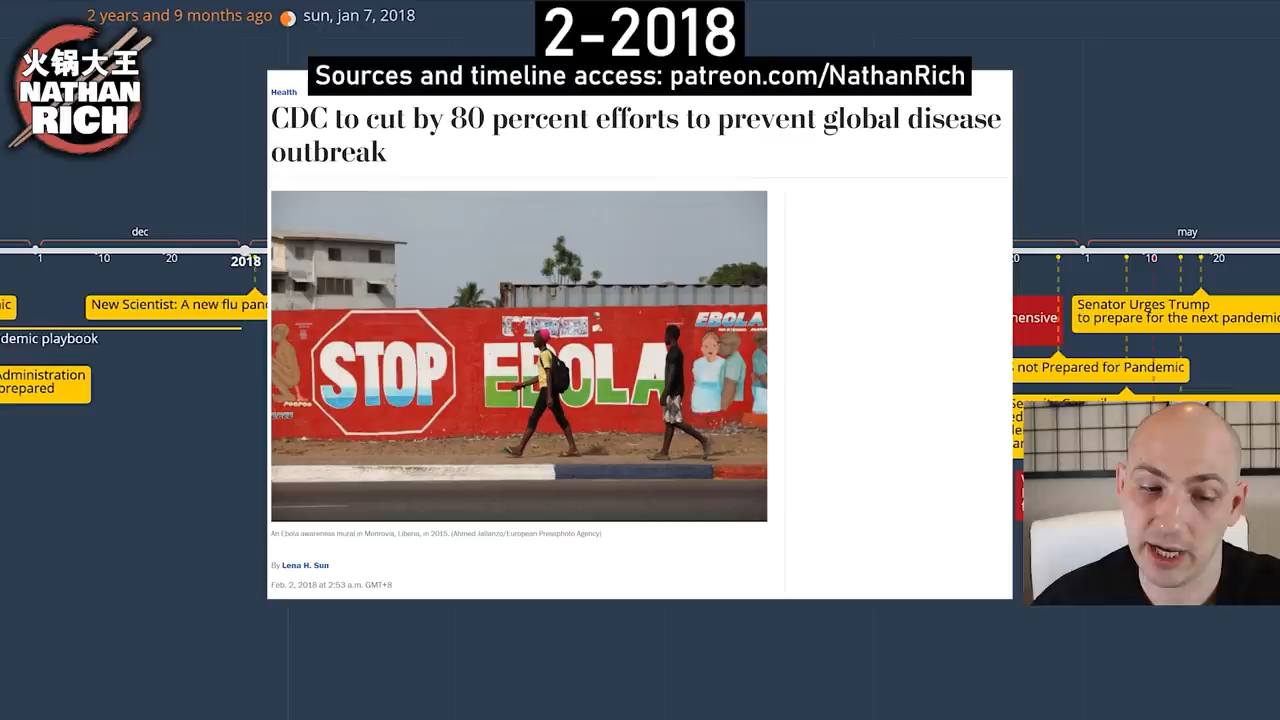 2 years and 9 months ago sun, jan 7, 2018
2-2018
火锅大王
NATHAN
RICH
Sources and timeline access: patreon.com/NathanRich
Health
CDC to cut by 80 percent efforts to prevent global disease
outbreak
dec
may
1
10
20
2018
1
10
20
New Scientist: A new flu pan
demic playbook
prepared
hensive
Senator Urges Trump
to prepare for the next pandemic
not Prepared for Pandemic
STOP
EBOLA
EBOLA
An Ebola awareness mural in Monrovia, Liberia, in 2015. (Ahmed Jallanzo/European Pressphoto Agency)
By Lena H. Sun
Feb. 2, 2018 at 2:53 a.m. GMT+8